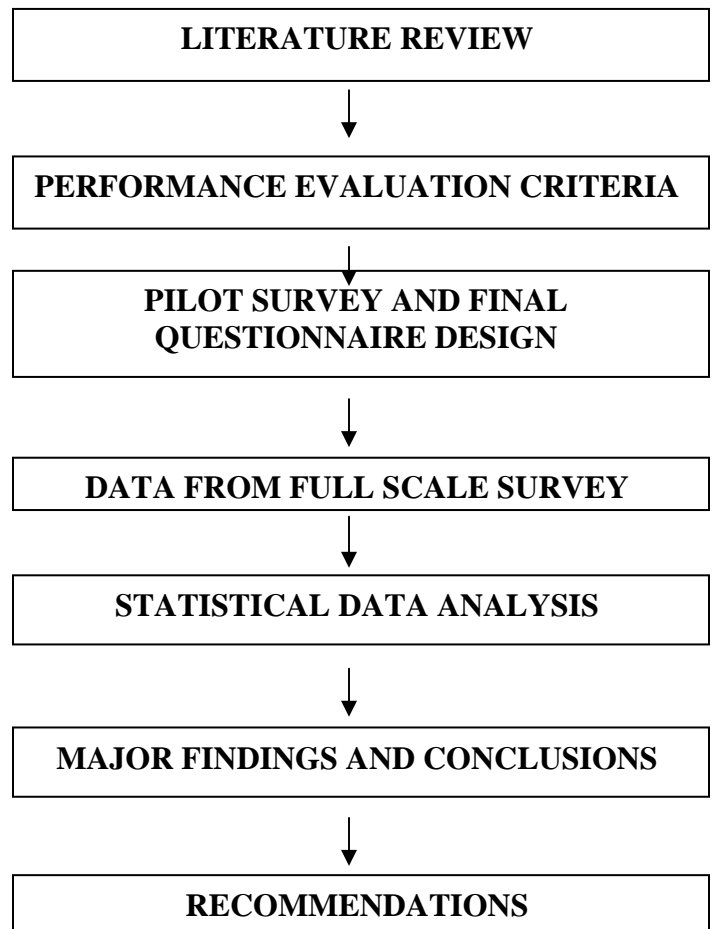 LITERATURE REVIEW
PERFORMANCE EVALUATION CRITERIA
PILOT SURVEY AND FINAL
QUESTIONNAIRE DESIGN
DATA FROM FULL SCALE SURVEY
STATISTICAL DATA ANALYSIS
MAJOR FINDINGS AND CONCLUSIONS
RECOMMENDATIONS